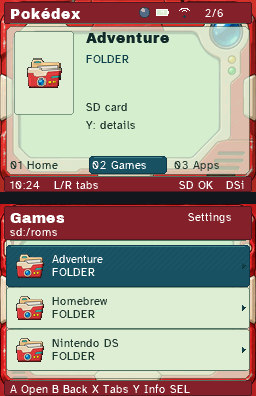 Pokédex 2/6
Adventure
FOLDER
SD card
Y: details
01 Home 02 Games 03 Apps
10:24 L/R tabs SD OK DSi
Games Settings
sd:/roms
Adventure
FOLDER
Homebrew
FOLDER
Nintendo DS
FOLDER
A Open B Back X Tabs Y Info SEL